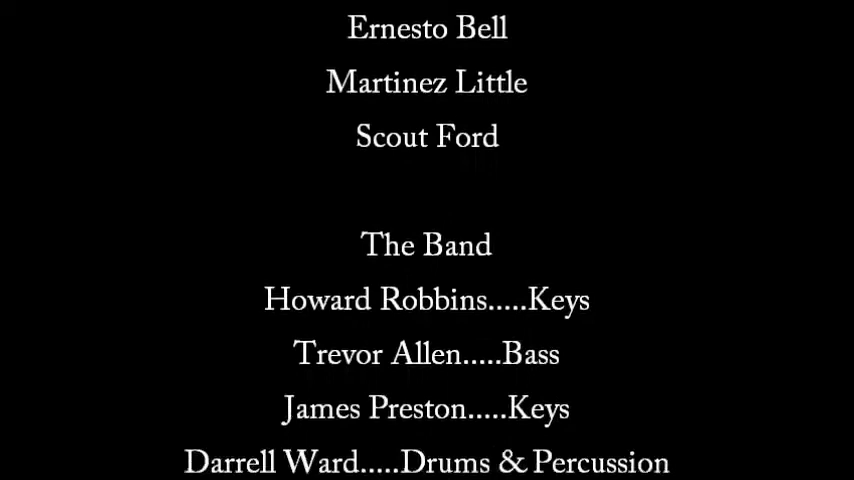 Ernesto Bell
Martinez Little
Scout Ford
The Band
Howard Robbins.....Keys
Trevor Allen.....Bass
James Preston.....Keys
Darrell Ward.....Drums & Percussion